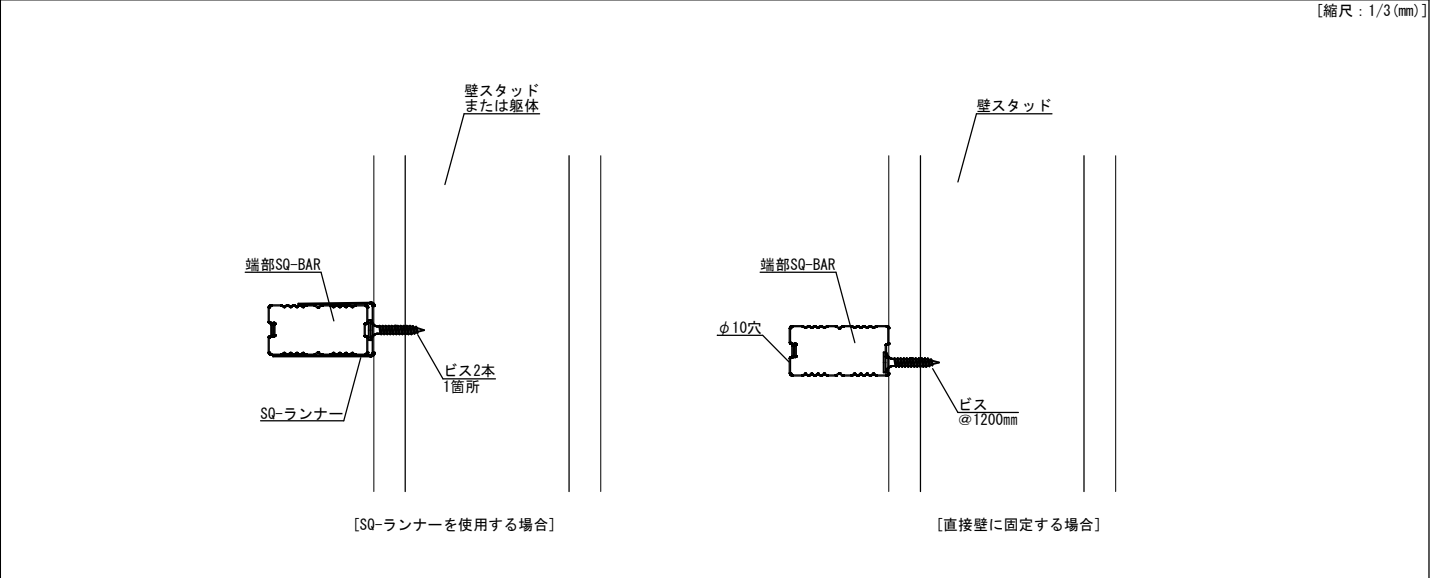 [縮尺：1/3(mm)]
壁スタッド
または躯体
端部SQ-BAR
ビス2本
1箇所
SQ-ランナー
[SQ-ランナーを使用する場合]
壁スタッド
端部SQ-BAR
φ10穴
ビス
@1200mm
[直接壁に固定する場合]